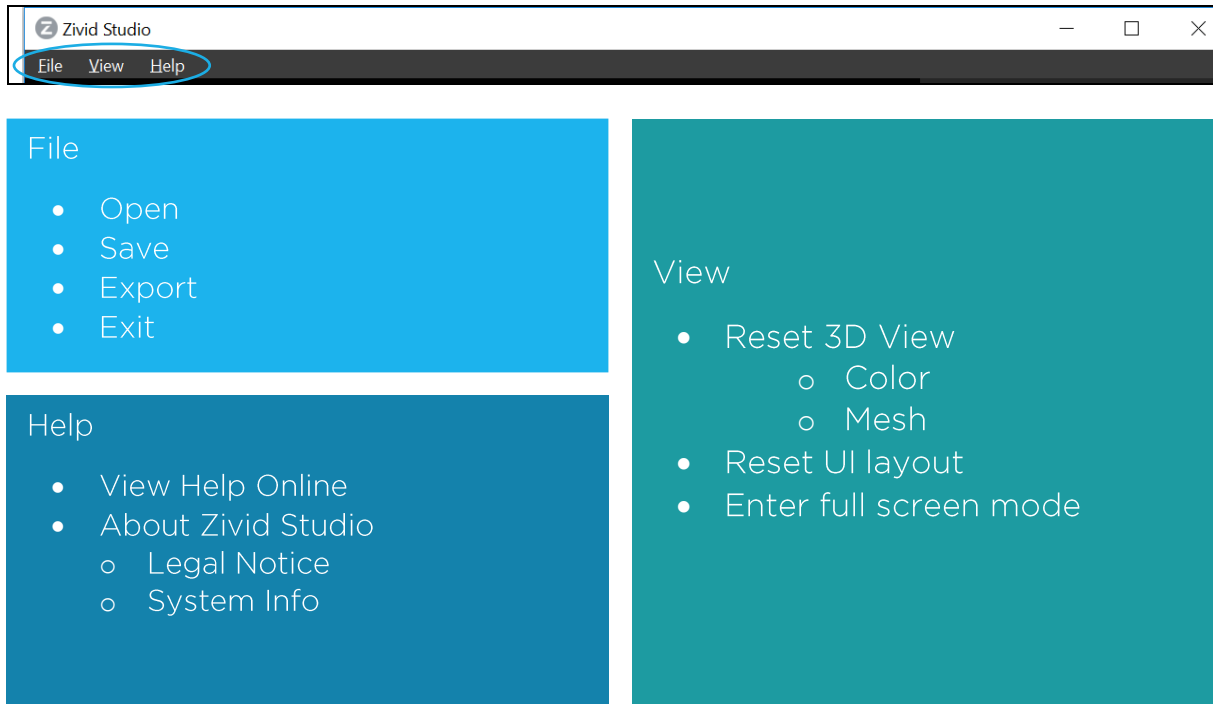 Zivid Studio
File View Help
File
• Open
• Save
• Export
• Exit
Help
• View Help Online
• About Zivid Studio
o Legal Notice
o System Info
View
• Reset 3D View
o Color
o Mesh
• Reset UI layout
• Enter full screen mode